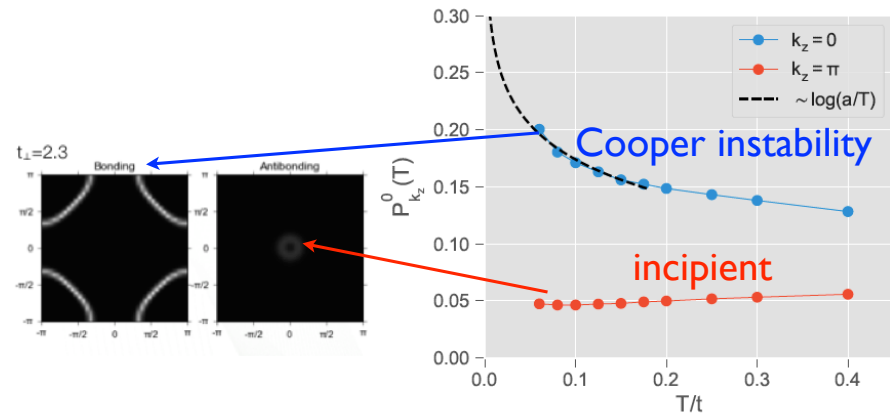 t⊥=2.3
Bonding
Antibonding
π
π/2
0
-π/2
-π
-π
-π/2
0
π/2
π
π
π/2
0
-π/2
-π
-π
-π/2
0
π/2
π
0.30
0.25
0.20
0.15
0.10
0.05
0.00
P⁰kz(T)
kz = 0
kz = π
~log(a/T)
Cooper instability
incipient
0.0 0.1 0.2 0.3 0.4
T/t